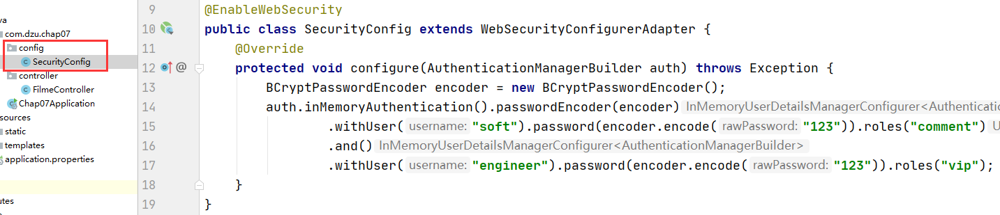 va
com.dzu.chap07
config
SecurityConfig
controller
FilmeController
Chap07Application
sources
static
templates
application.properties
utes
9 @EnableWebSecurity
10 public class SecurityConfig extends WebSecurityConfigurerAdapter {
11 @Override
12 @ protected void configure(AuthenticationManagerBuilder auth) throws Exception {
13 BCryptPasswordEncoder encoder = new BCryptPasswordEncoder();
14 auth.inMemoryAuthentication().passwordEncoder(encoder) InMemoryUserDetailsManagerConfigurer<Authentication
15 .withUser( username: "soft").password(encoder.encode( rawPassword: "123")).roles("comment") U
16 .and() InMemoryUserDetailsManagerConfigurer<AuthenticationManagerBuilder>
17 .withUser( username: "engineer").password(encoder.encode( rawPassword: "123")).roles("vip");
18 }
19 }